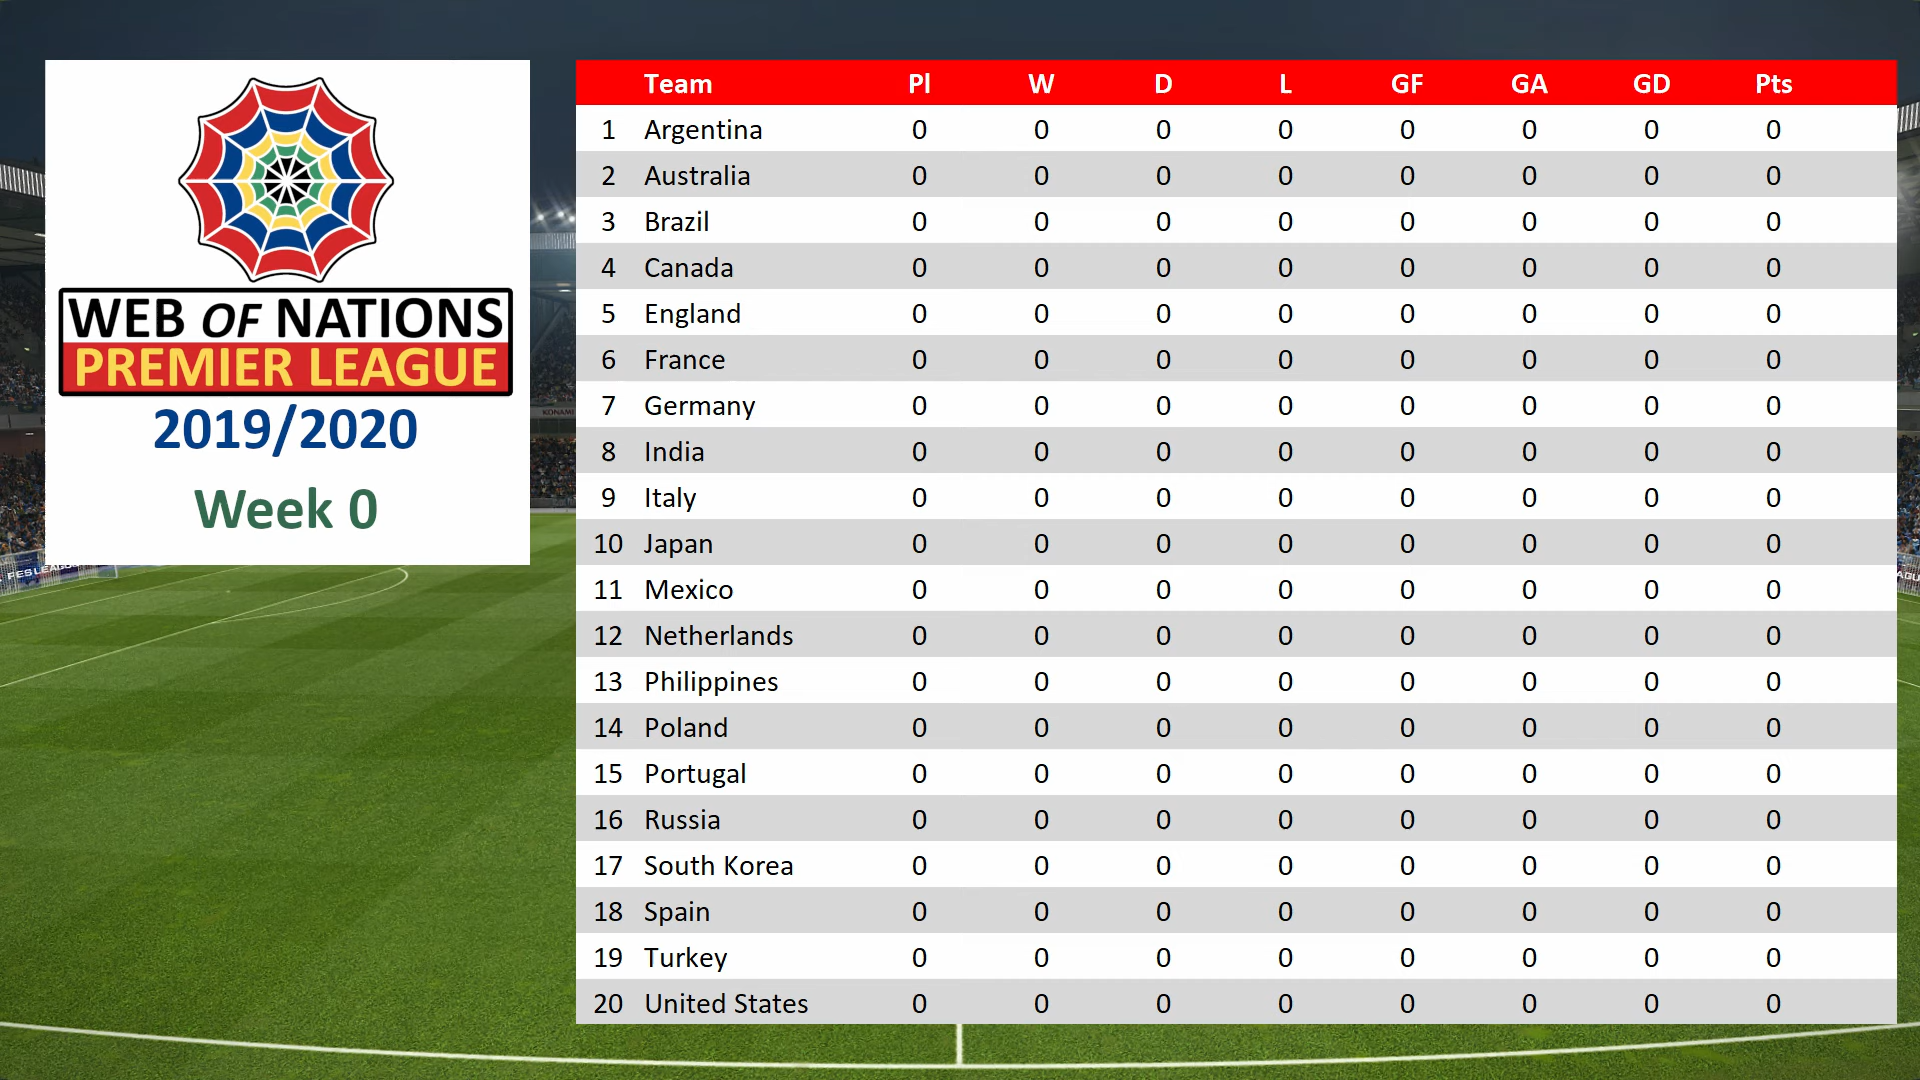 WEB OF NATIONS
PREMIER LEAGUE
2019/2020
Week 0
Team Pl W D L GF GA GD Pts
1 Argentina 0 0 0 0 0 0 0 0
2 Australia 0 0 0 0 0 0 0 0
3 Brazil 0 0 0 0 0 0 0 0
4 Canada 0 0 0 0 0 0 0 0
5 England 0 0 0 0 0 0 0 0
6 France 0 0 0 0 0 0 0 0
7 Germany 0 0 0 0 0 0 0 0
8 India 0 0 0 0 0 0 0 0
9 Italy 0 0 0 0 0 0 0 0
10 Japan 0 0 0 0 0 0 0 0
11 Mexico 0 0 0 0 0 0 0 0
12 Netherlands 0 0 0 0 0 0 0 0
13 Philippines 0 0 0 0 0 0 0 0
14 Poland 0 0 0 0 0 0 0 0
15 Portugal 0 0 0 0 0 0 0 0
16 Russia 0 0 0 0 0 0 0 0
17 South Korea 0 0 0 0 0 0 0 0
18 Spain 0 0 0 0 0 0 0 0
19 Turkey 0 0 0 0 0 0 0 0
20 United States 0 0 0 0 0 0 0 0
KONAMI
PES LEAGUE